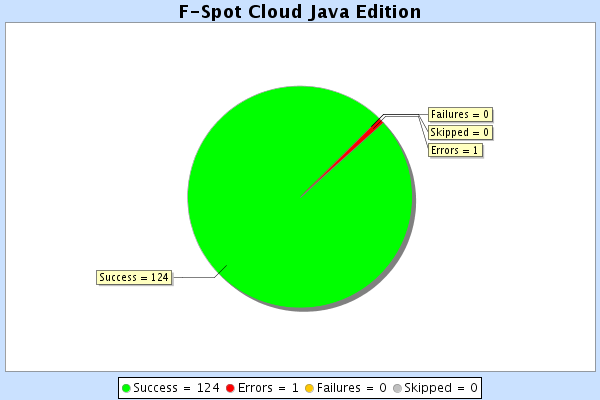 F-Spot Cloud Java Edition
Failures = 0
Skipped = 0
Errors = 1
Success = 124
Success = 124 Errors = 1 Failures = 0 Skipped = 0